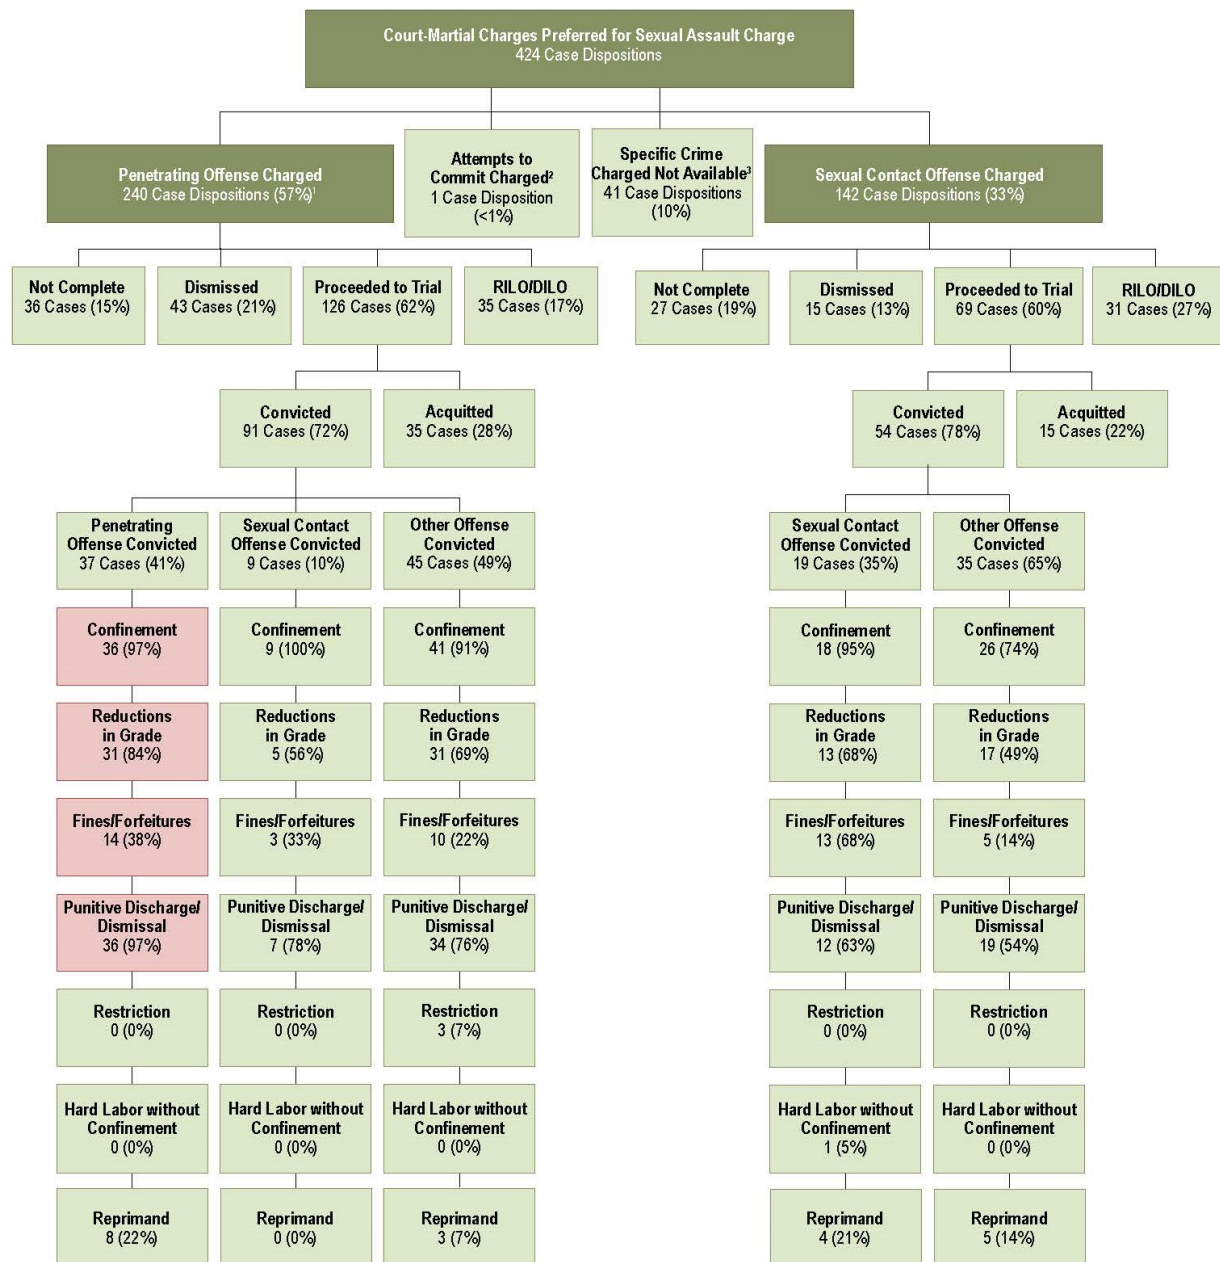 Court-Martial Charges Preferred for Sexual Assault Charge
424 Case Dispositions
Penetrating Offense Charged
240 Case Dispositions (57%)¹
Attempts to
Commit Charged²
1 Case Disposition
(<1%)
Specific Crime
Charged Not Available³
41 Case Dispositions
(10%)
Sexual Contact Offense Charged
142 Case Dispositions (33%)
Not Complete
36 Cases (15%)
Dismissed
43 Cases (21%)
Proceeded to Trial
126 Cases (62%)
RILO/DILO
35 Cases (17%)
Not Complete
27 Cases (19%)
Dismissed
15 Cases (13%)
Proceeded to Trial
69 Cases (60%)
RILO/DILO
31 Cases (27%)
Convicted
91 Cases (72%)
Acquitted
35 Cases (28%)
Convicted
54 Cases (78%)
Acquitted
15 Cases (22%)
Penetrating
Offense Convicted
37 Cases (41%)
Sexual Contact
Offense Convicted
9 Cases (10%)
Other Offense
Convicted
45 Cases (49%)
Sexual Contact
Offense Convicted
19 Cases (35%)
Other Offense
Convicted
35 Cases (65%)
Confinement
36 (97%)
Confinement
9 (100%)
Confinement
41 (91%)
Confinement
18 (95%)
Confinement
26 (74%)
Reductions
in Grade
31 (84%)
Reductions
in Grade
5 (56%)
Reductions
in Grade
31 (69%)
Reductions
in Grade
13 (68%)
Reductions
in Grade
17 (49%)
Fines/Forfeitures
14 (38%)
Fines/Forfeitures
3 (33%)
Fines/Forfeitures
10 (22%)
Fines/Forfeitures
13 (68%)
Fines/Forfeitures
5 (14%)
Punitive Discharge/
Dismissal
36 (97%)
Punitive Discharge/
Dismissal
7 (78%)
Punitive Discharge/
Dismissal
34 (76%)
Punitive Discharge/
Dismissal
12 (63%)
Punitive Discharge/
Dismissal
19 (54%)
Restriction
0 (0%)
Restriction
0 (0%)
Restriction
3 (7%)
Restriction
0 (0%)
Restriction
0 (0%)
Hard Labor without
Confinement
0 (0%)
Hard Labor without
Confinement
0 (0%)
Hard Labor without
Confinement
0 (0%)
Hard Labor without
Confinement
1 (5%)
Hard Labor without
Confinement
0 (0%)
Reprimand
8 (22%)
Reprimand
0 (0%)
Reprimand
3 (7%)
Reprimand
4 (21%)
Reprimand
5 (14%)